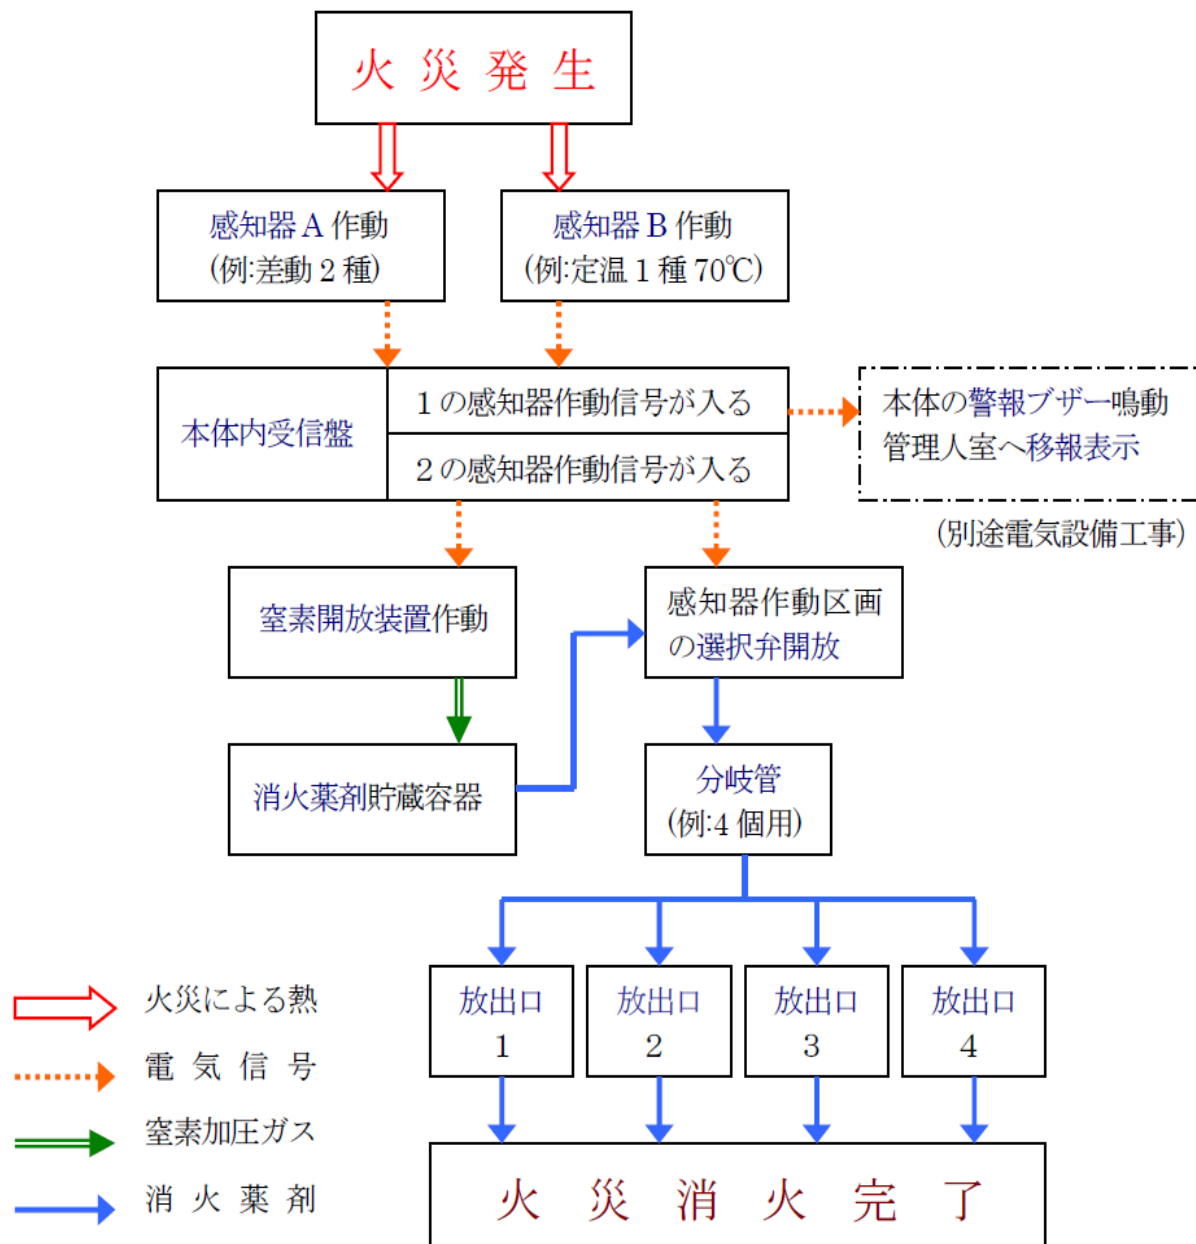 火災発生
感知器A作動
(例:差動2種)
感知器B作動
(例:定温1種70℃)
本体内受信盤
1の感知器作動信号が入る
2の感知器作動信号が入る
本体の警報ブザー鳴動
管理人室へ移報表示
(別途電気設備工事)
窒素開放装置作動
感知器作動区画
の選択弁開放
消火薬剤貯蔵容器
分岐管
(例:4個用)
放出口
1
放出口
2
放出口
3
放出口
4
火災による熱
電気信号
窒素加圧ガス
消火薬剤
火災消火完了